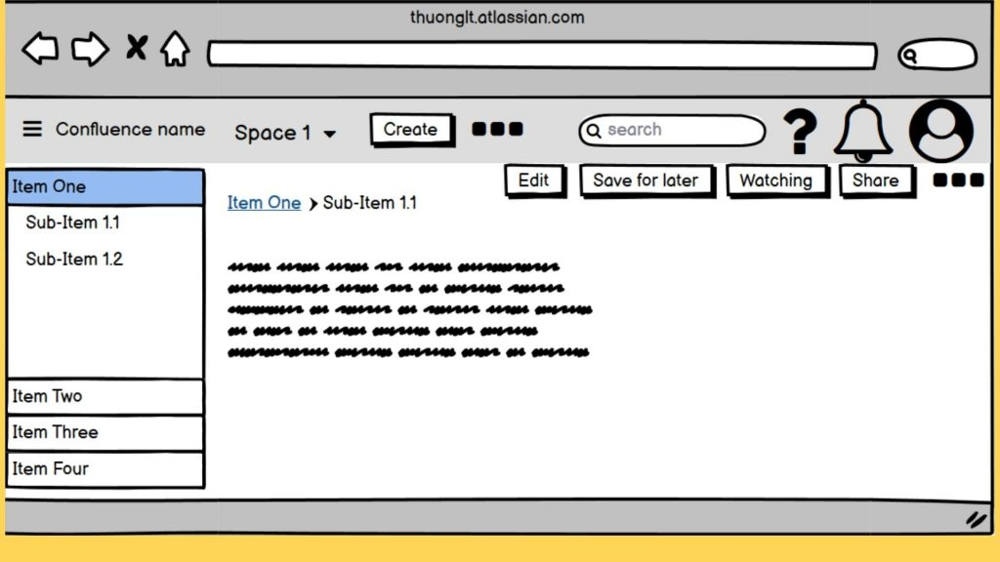 thuonglt.atlassian.com
Confluence name
Space 1
Create
search
?
Edit
Save for later
Watching
Share
Item One
Sub-Item 1.1
Sub-Item 1.2
Item Two
Item Three
Item Four
Item One Sub-Item 1.1